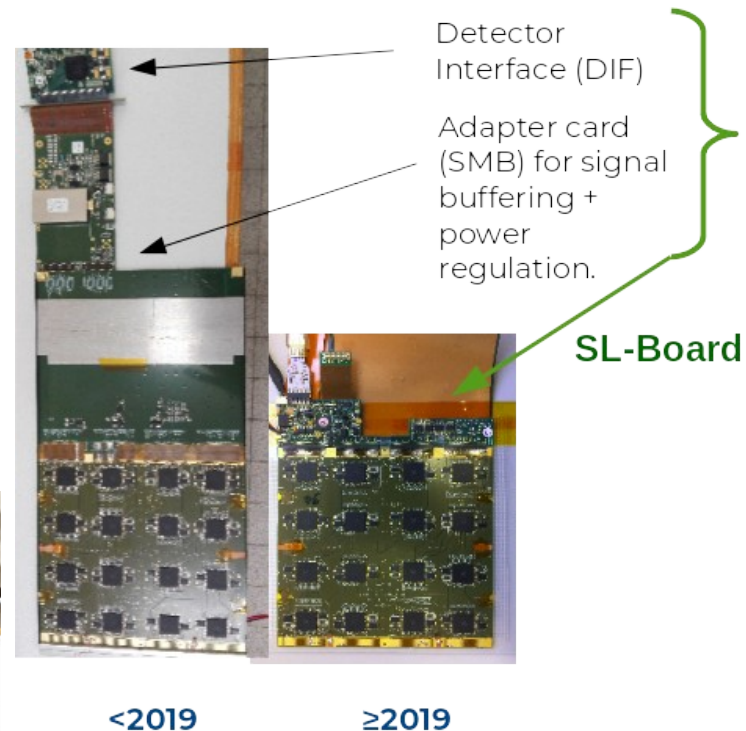 Detector
Interface (DIF)
Adapter card
(SMB) for signal
buffering +
power
regulation.
SL-Board
<2019
≥2019